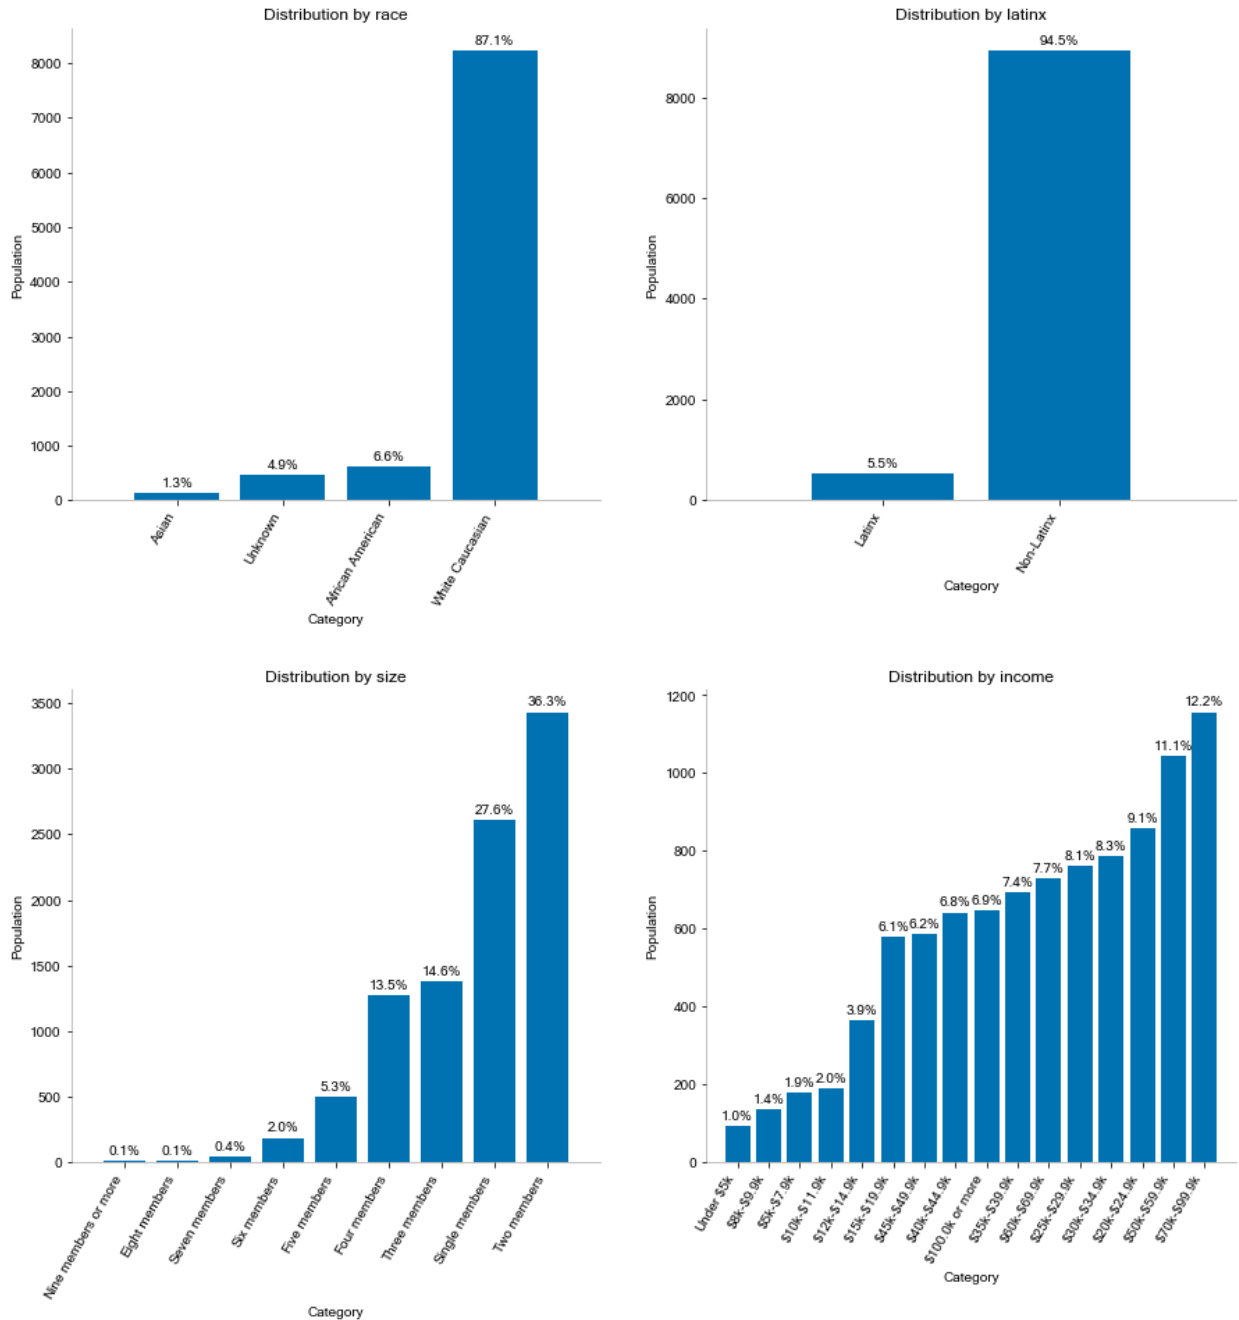 Distribution by race
87.1%
8000
7000
6000
5000
4000
3000
2000
1000
0
Population
1.3%
4.9%
6.6%
Asian
Unknown
African American
White Caucasian
Category
Distribution by latinx
94.5%
8000
6000
4000
2000
0
Population
5.5%
Latinx
Non-Latinx
Category
Distribution by size
3500
3000
2500
2000
1500
1000
500
0
Population
0.1%
0.1%
0.4%
2.0%
5.3%
13.5%
14.6%
27.6%
36.3%
Nine members or more
Eight members
Seven members
Six members
Five members
Four members
Three members
Single members
Two members
Category
Distribution by income
1200
1000
800
600
400
200
0
Population
1.0%
1.4%
1.9%
2.0%
3.9%
6.1%
6.2%
6.8%
6.9%
7.4%
7.7%
8.1%
8.3%
9.1%
11.1%
12.2%
Under $5k
$8k-$9.9k
$5k-$7.9k
$10k-$11.9k
$12k-$14.9k
$15k-$19.9k
$45k-$49.9k
$40k-$44.9k
$100.00k or more
$35k-$39.9k
$60k-$69.9k
$25k-$29.9k
$30k-$34.9k
$20k-$24.9k
$50k-$59.9k
$70k-$99.9k
Category